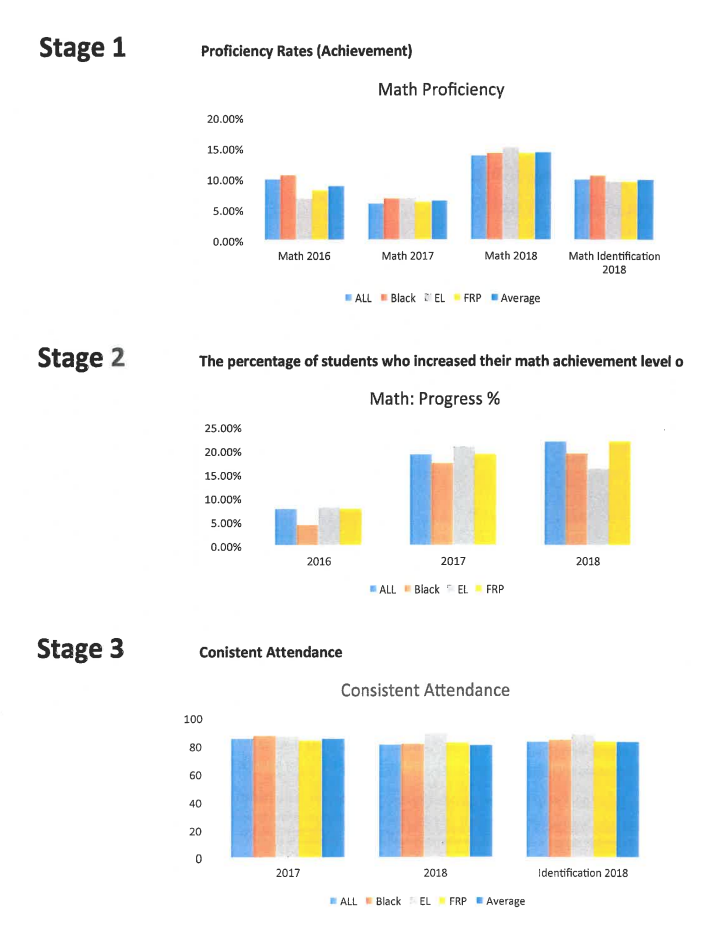 Stage 1
Proficiency Rates (Achievement)
Math Proficiency
20.00%
15.00%
10.00%
5.00%
0.00%
Math 2016 Math 2017 Math 2018 Math Identification
2018
ALL Black EL FRP Average
Stage 2
The percentage of students who increased their math achievement level o
Math: Progress %
25.00%
20.00%
15.00%
10.00%
5.00%
0.00%
2016 2017 2018
ALL Black EL FRP
Stage 3
Conistent Attendance
Consistent Attendance
100
80
60
40
20
0
2017 2018 Identification 2018
ALL Black EL FRP Average